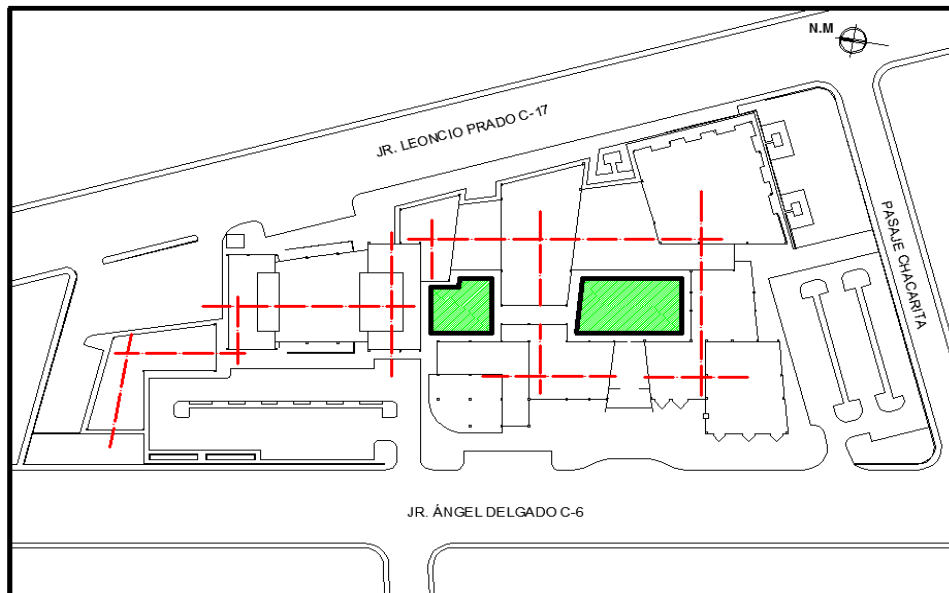 N.M
JR. LEONCIO PRADO C-17
PASAJE CHACARITA
JR. ÁNGEL DELGADO C-6